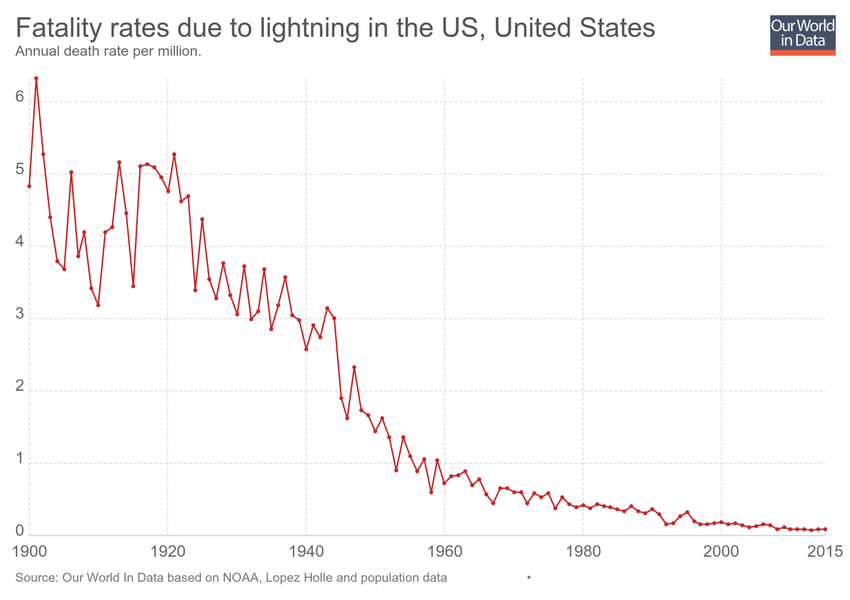 Fatality rates due to lightning in the US, United States
Annual death rate per million.
Our World
in Data
6
5
4
3
2
1
0
1900 1920 1940 1960 1980 2000 2015
Source: Our World In Data based on NOAA, Lopez Holle and population data •